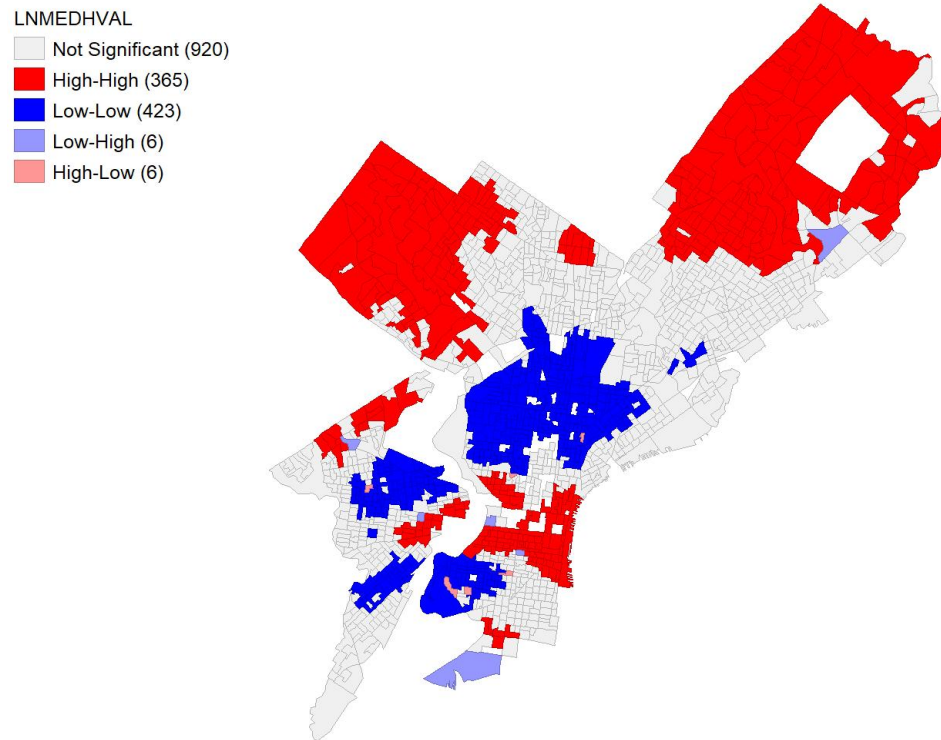 LNMEDHVAL
Not Significant (920)
High-High (365)
Low-Low (423)
Low-High (6)
High-Low (6)